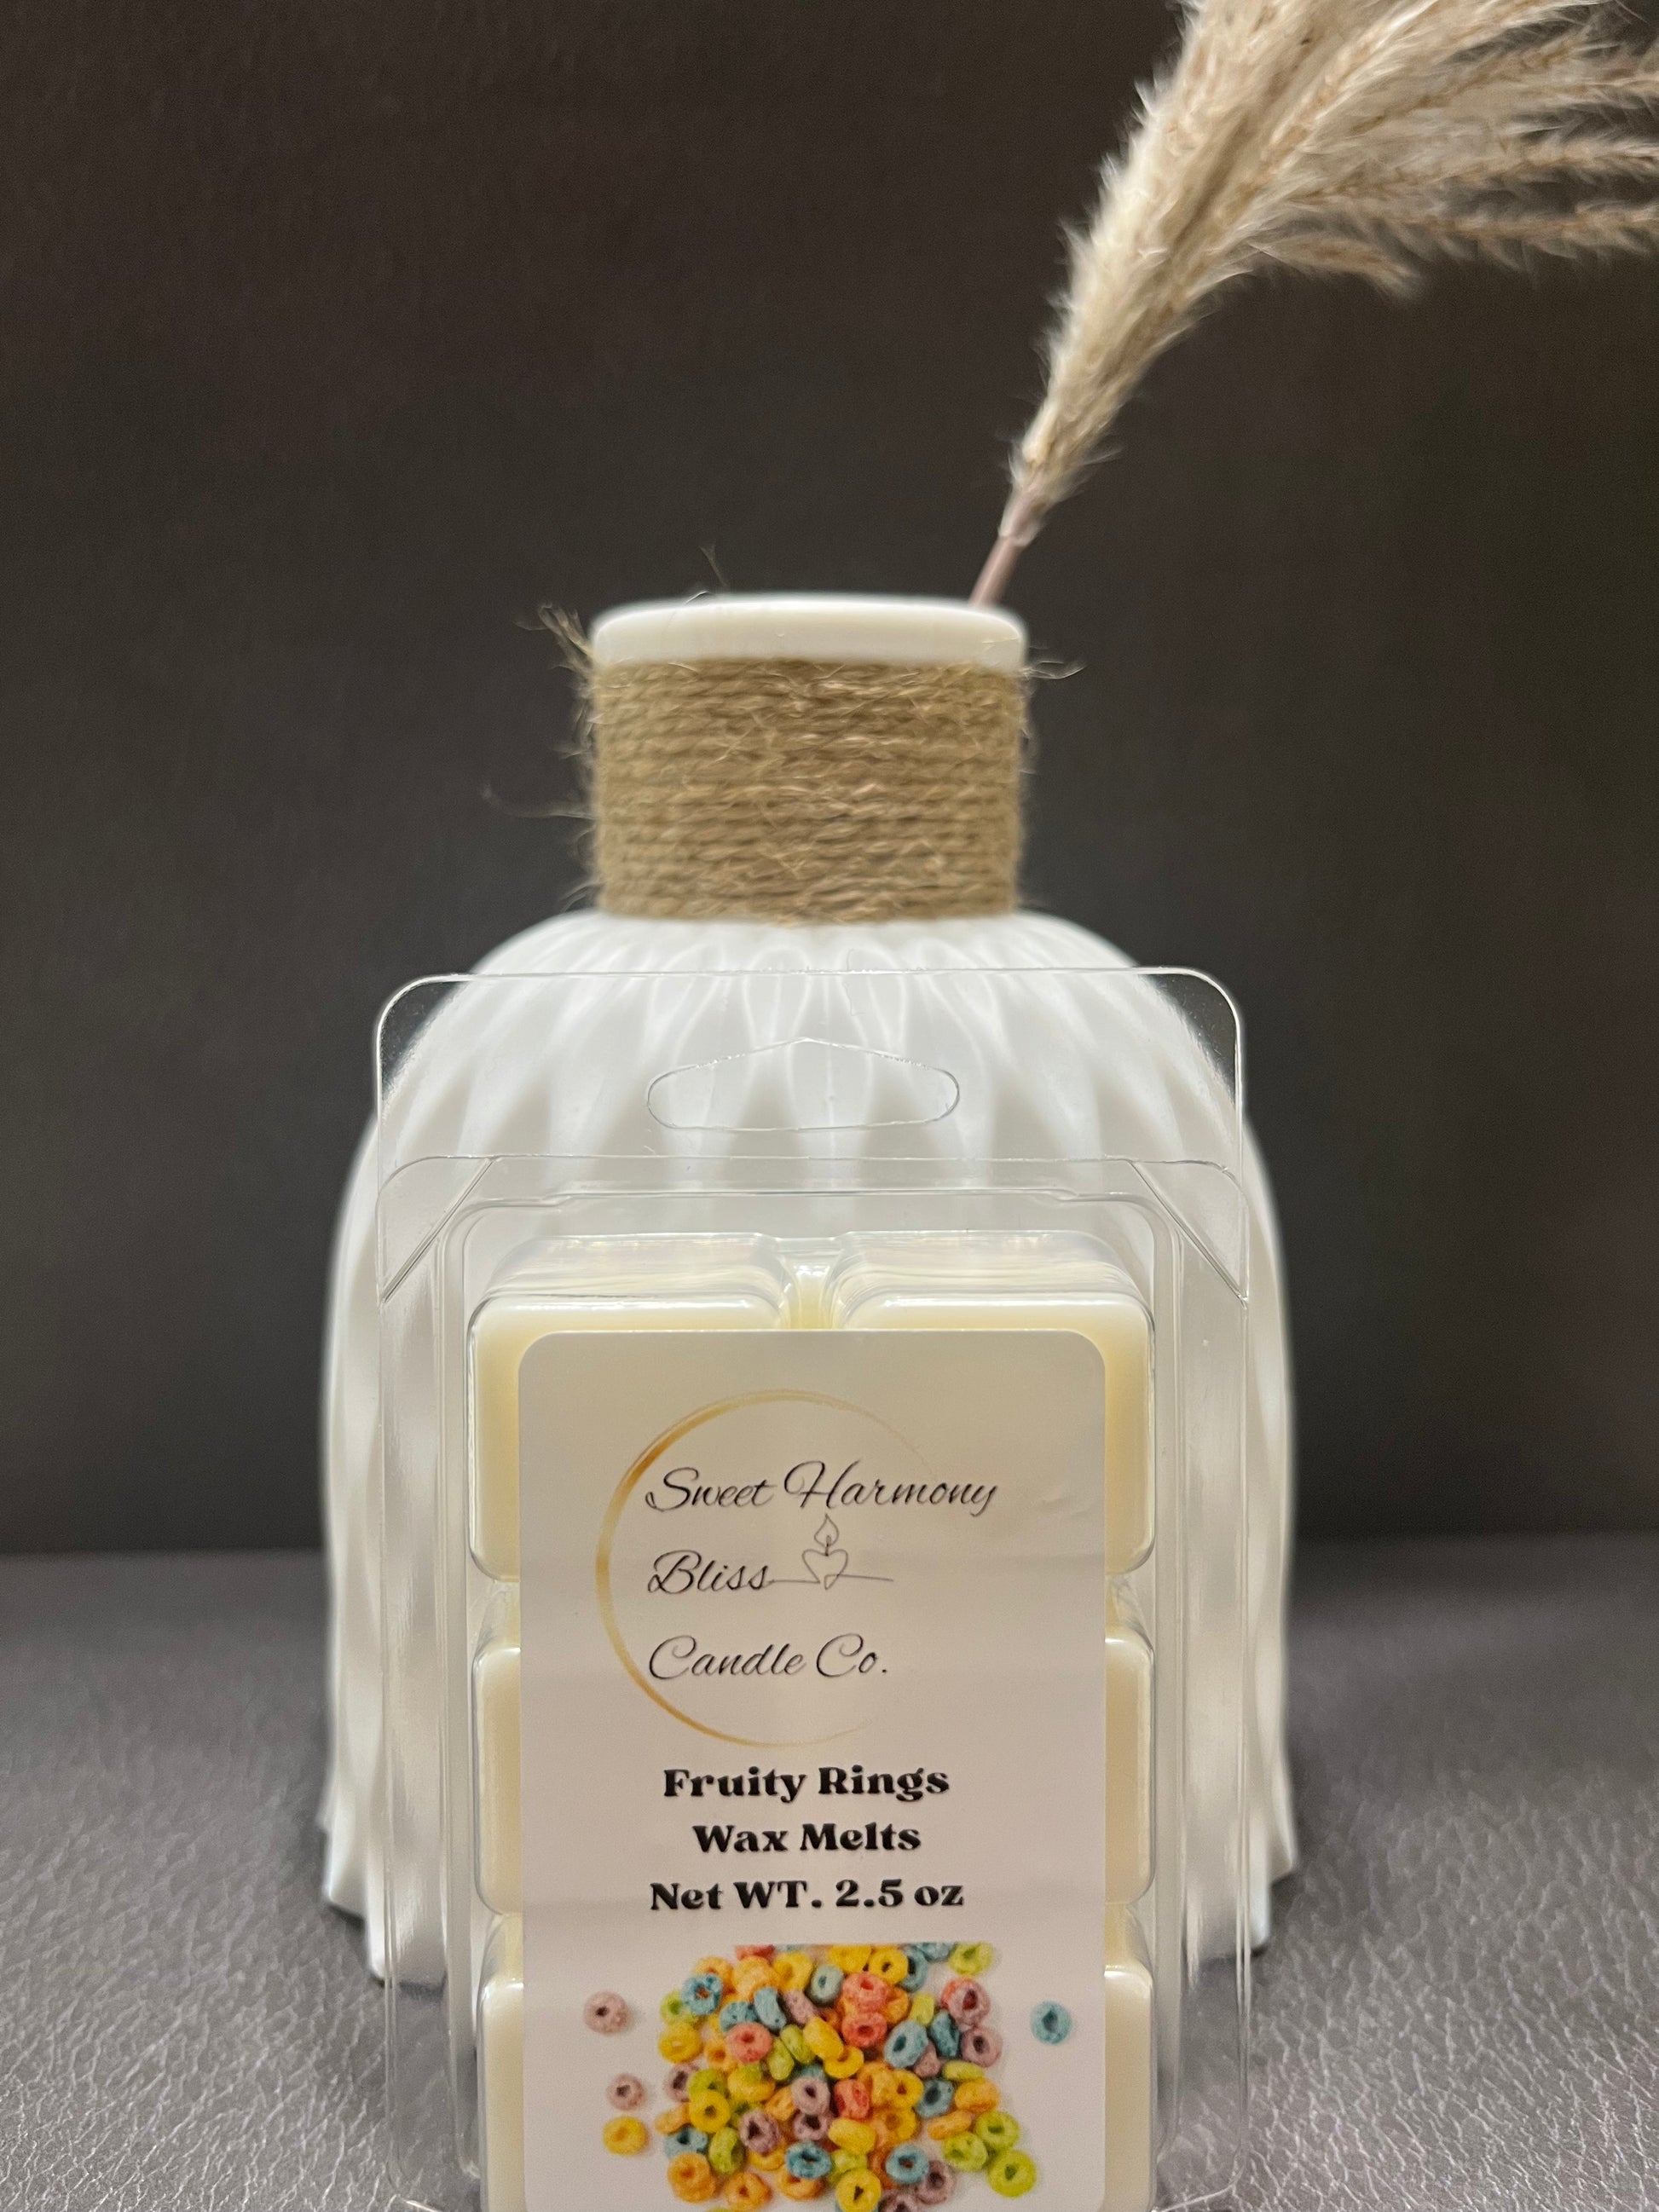 Sweet Harmony
Bliss
Candle Co.
Fruity Rings
Wax Melts
Net WT. 2.5 oz